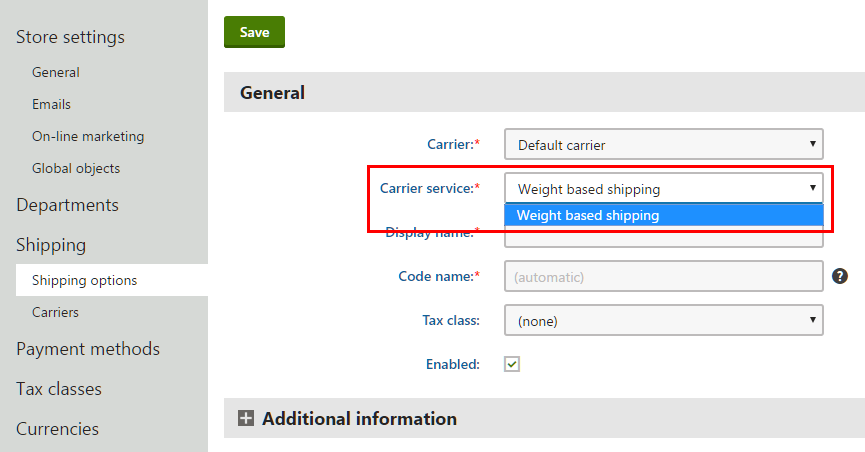 Store settings
General
Emails
On-line marketing
Global objects
Departments
Shipping
Shipping options
Carriers
Payment methods
Tax classes
Currencies
Save
General
Carrier:* Default carrier
Carrier service:* Weight based shipping
Weight based shipping
Display name:*
Code name:* (automatic) ?
Tax class: (none)
Enabled:
Additional information